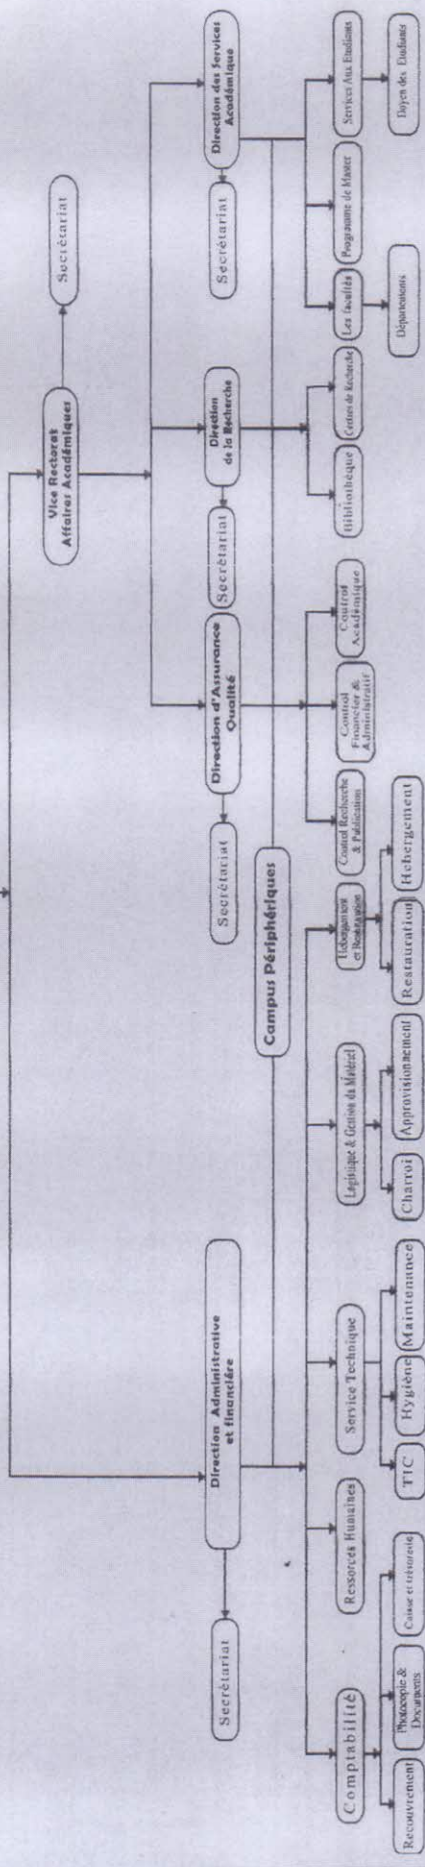 Vice Rectorat
Affaires Académiques
Secrétariat
Direction Administrative
et financiére
Secrétariat
Direction d'Assurance
Qualité
Secrétariat
Direction
de la Recherche
Secrétariat
Direction des Services
Académique
Secrétariat
Campus Périphériques
Comptabilité
Ressorces Humaines
Service Technique
Logistique & Gestion du Matériel
Hébergement
et Restauration
Control Recherche
& Publication
Control
Financier &
Administratif
Control
Académique
Bibliothèque
Centres de Recherche
Les facultés
Programme de Master
Services Aux Etudiants
Recouvrement
Photocopie &
Documents
Caisse et trésorerie
TIC
Hygiène
Maintenance
Charroi
Approvisionnement
Restauration
Hebergement
Départements
Doyen des Etudiants